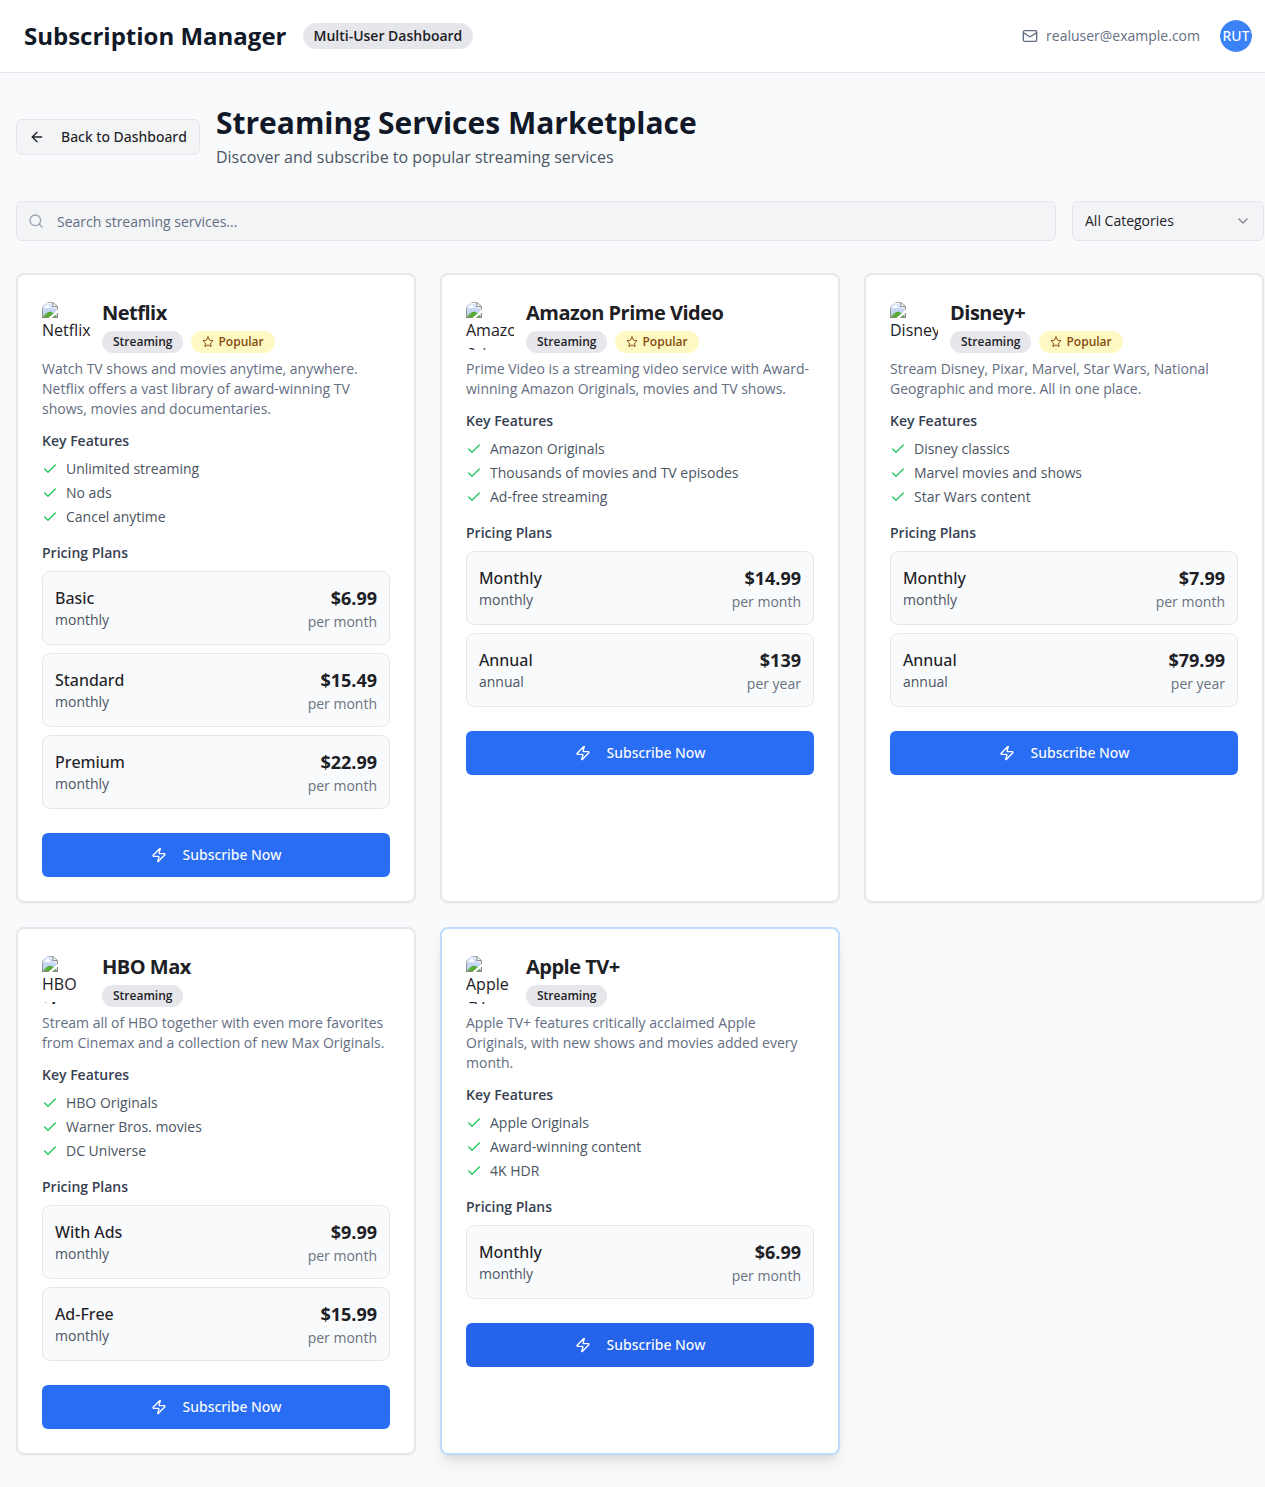 Subscription Manager
Multi-User Dashboard
realuser@example.com
RUT
Back to Dashboard
Streaming Services Marketplace
Discover and subscribe to popular streaming services
Search streaming services...
All Categories
Netflix
Netflix
Streaming
Popular
Watch TV shows and movies anytime, anywhere.
Netflix offers a vast library of award-winning TV
shows, movies and documentaries.
Key Features
Unlimited streaming
No ads
Cancel anytime
Pricing Plans
Basic
$6.99
monthly
per month
Standard
$15.49
monthly
per month
Premium
$22.99
monthly
per month
Subscribe Now
Amazon Prime Video
Streaming
Popular
Prime Video is a streaming video service with Award-
winning Amazon Originals, movies and TV shows.
Key Features
Amazon Originals
Thousands of movies and TV episodes
Ad-free streaming
Pricing Plans
Monthly
$14.99
monthly
per month
Annual
$139
annual
per year
Subscribe Now
Disney
Disney+
Streaming
Popular
Stream Disney, Pixar, Marvel, Star Wars, National
Geographic and more. All in one place.
Key Features
Disney classics
Marvel movies and shows
Star Wars content
Pricing Plans
Monthly
$7.99
monthly
per month
Annual
$79.99
annual
per year
Subscribe Now
HBO
HBO Max
Streaming
Stream all of HBO together with even more favorites
from Cinemax and a collection of new Max Originals.
Key Features
HBO Originals
Warner Bros. movies
DC Universe
Pricing Plans
With Ads
$9.99
monthly
per month
Ad-Free
$15.99
monthly
per month
Subscribe Now
Apple
Apple TV+
Streaming
Apple TV+ features critically acclaimed Apple
Originals, with new shows and movies added every
month.
Key Features
Apple Originals
Award-winning content
4K HDR
Pricing Plans
Monthly
$6.99
monthly
per month
Subscribe Now